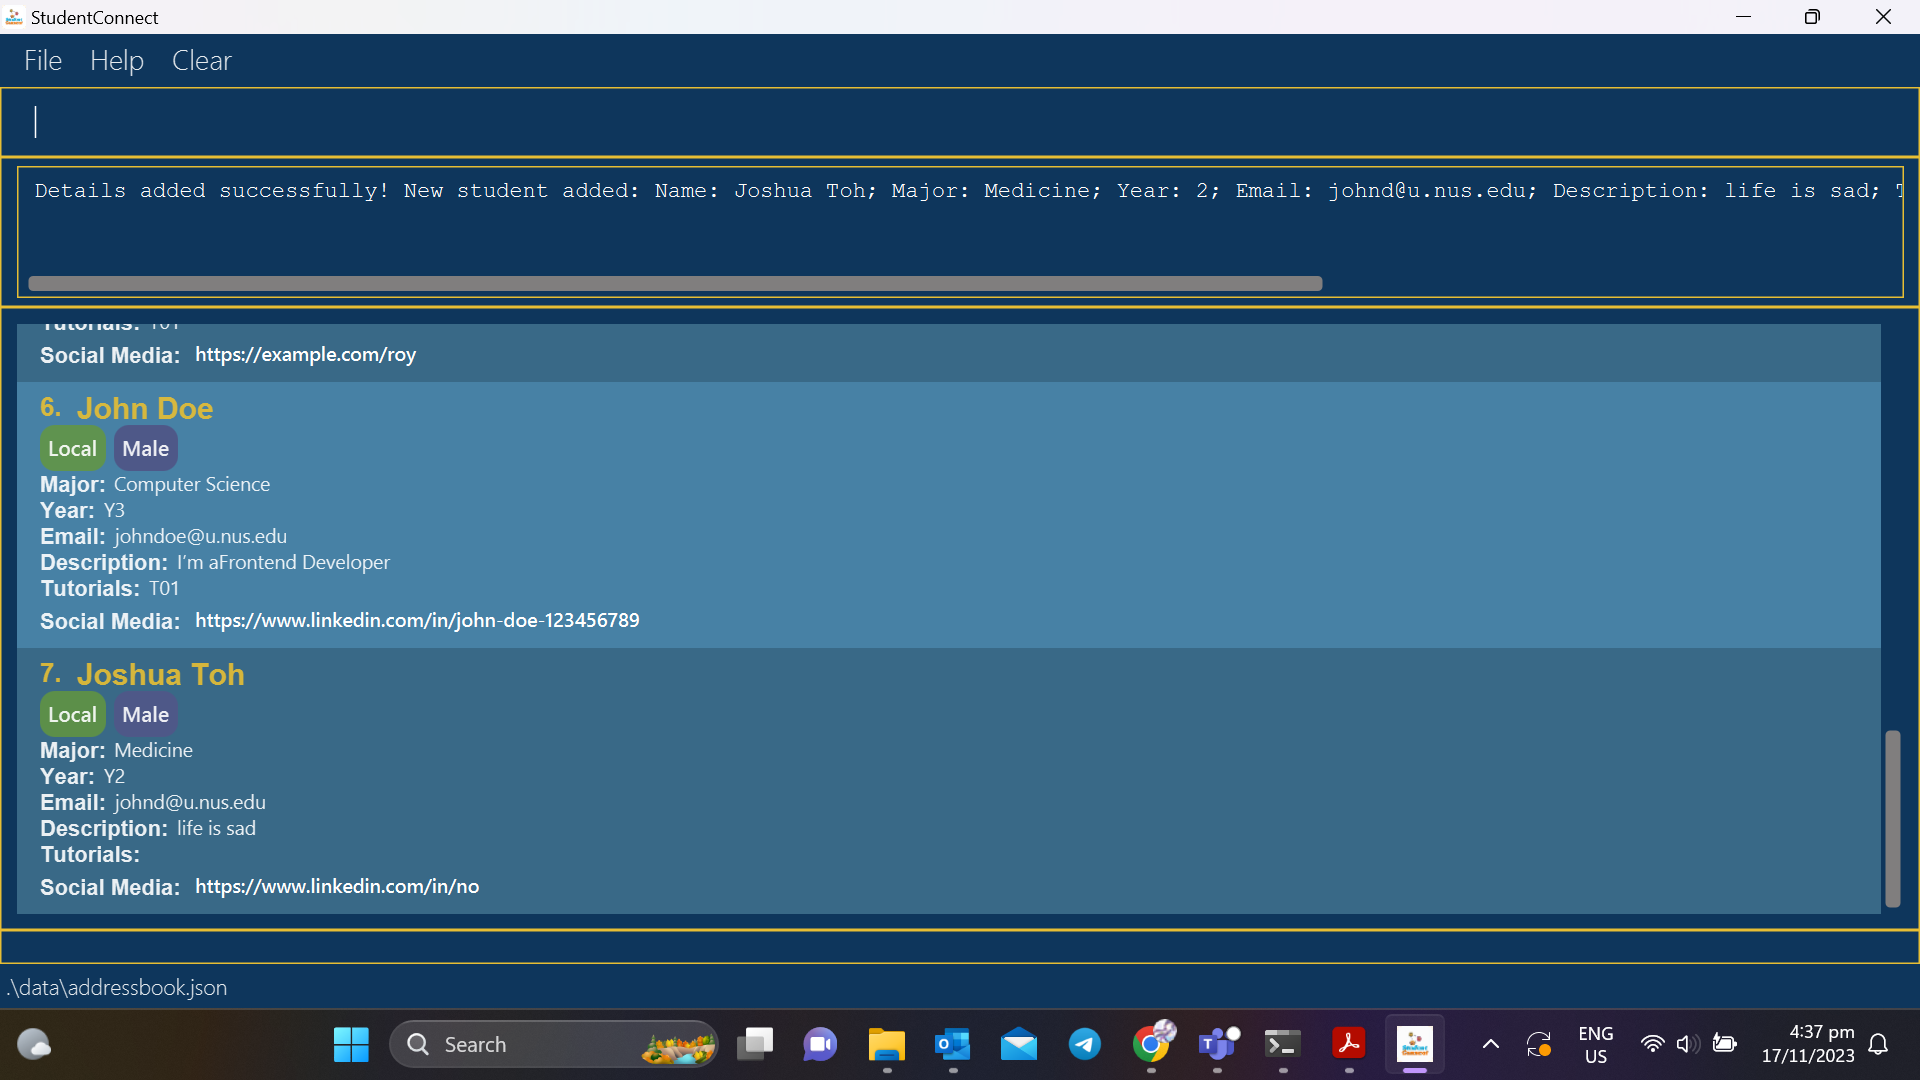 StudentConnect
File Help Clear
Details added successfully! New student added: Name: Joshua Toh; Major: Medicine; Year: 2; Email: johnd@u.nus.edu; Description: life is sad;
Tutorials: T01
Social Media: https://example.com/roy
6. John Doe
Local Male
Major: Computer Science
Year: Y3
Email: johndoe@u.nus.edu
Description: I'm aFrontend Developer
Tutorials: T01
Social Media: https://www.linkedin.com/in/john-doe-123456789
7. Joshua Toh
Local Male
Major: Medicine
Year: Y2
Email: johnd@u.nus.edu
Description: life is sad
Tutorials:
Social Media: https://www.linkedin.com/in/no
.\data\addressbook.json
Search
ENG
US
4:37 pm
17/11/2023